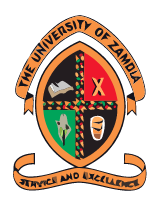 THE UNIVERSITY OF ZAMBIA
SERVICE AND EXCELLENCE